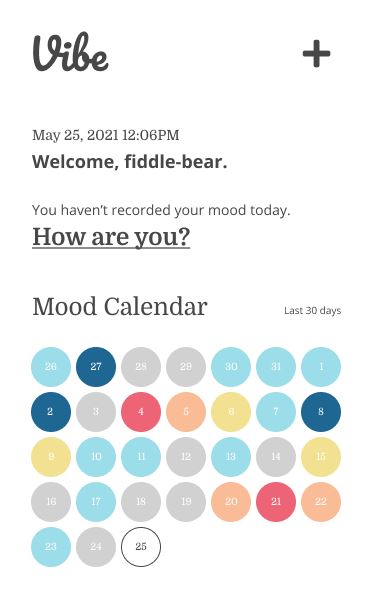 Vibe
May 25, 2021 12:06PM
Welcome, fiddle-bear.
You haven’t recorded your mood today.
How are you?
Mood Calendar
Last 30 days
26 27 28 29 30 31 1
2 3 4 5 6 7 8
9 10 11 12 13 14 15
16 17 18 19 20 21 22
23 24 25